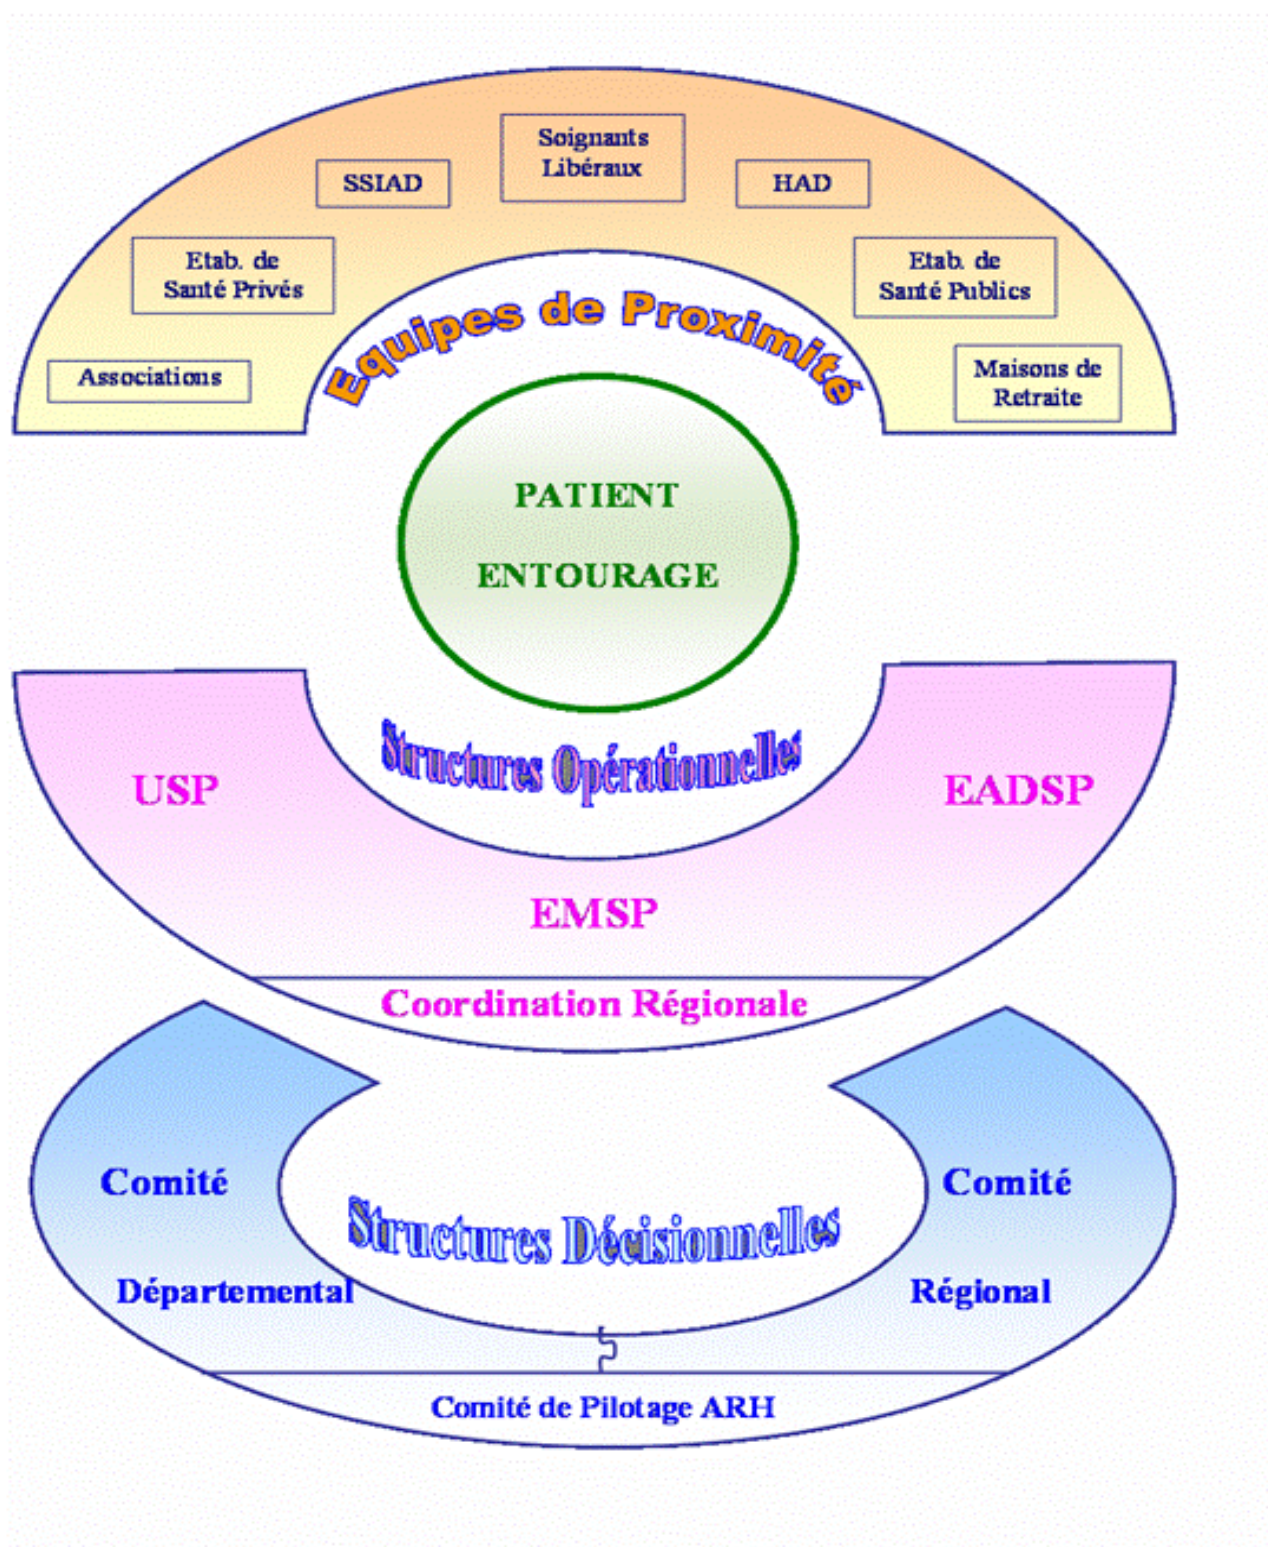 Soignants
Libéraux
SSIAD
HAD
Etab. de
Santé Privés
Etab. de
Santé Publics
Associations
Maisons de
Retraite
Equipes de Proximité
PATIENT
ENTOURAGE
Structures Opérationnelles
USP
EADSP
EMSP
Coordination Régionale
Comité
Départemental
Comité
Régional
Structures Décisionnelles
Comité de Pilotage ARH